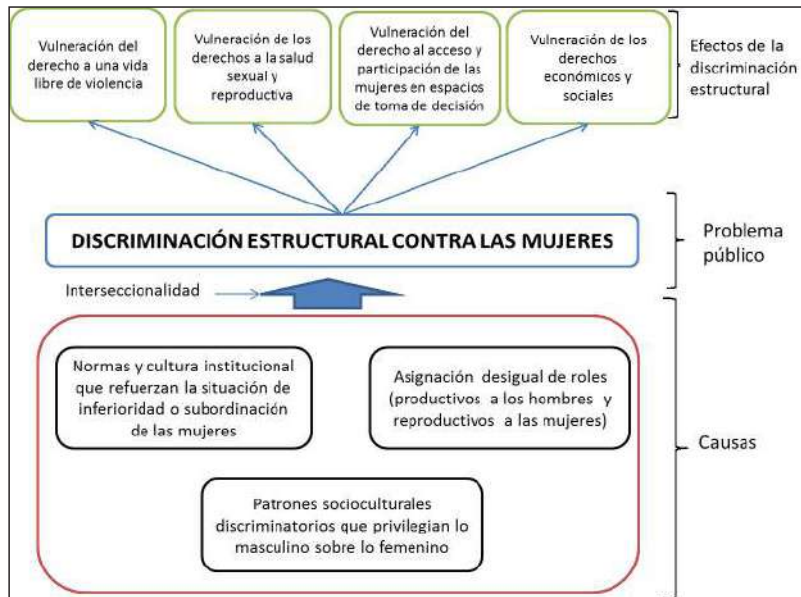 Vulneración del
derecho a una vida
libre de violencia
Vulneración de los
derechos a la salud
sexual y
reproductiva
Vulneración del
derecho al acceso y
participación de las
mujeres en espacios
de toma de decisión
Vulneración de los
derechos
económicos y
sociales
Efectos de la
discriminación
estructural
DISCRIMINACIÓN ESTRUCTURAL CONTRA LAS MUJERES
Problema
público
Interseccionalidad
Normas y cultura institucional
que refuerzan la situación de
inferioridad o subordinación
de las mujeres
Asignación desigual de roles
(productivos a los hombres y
reproductivos a las mujeres)
Causas
Patrones socioculturales
discriminatorios que privilegian lo
masculino sobre lo femenino